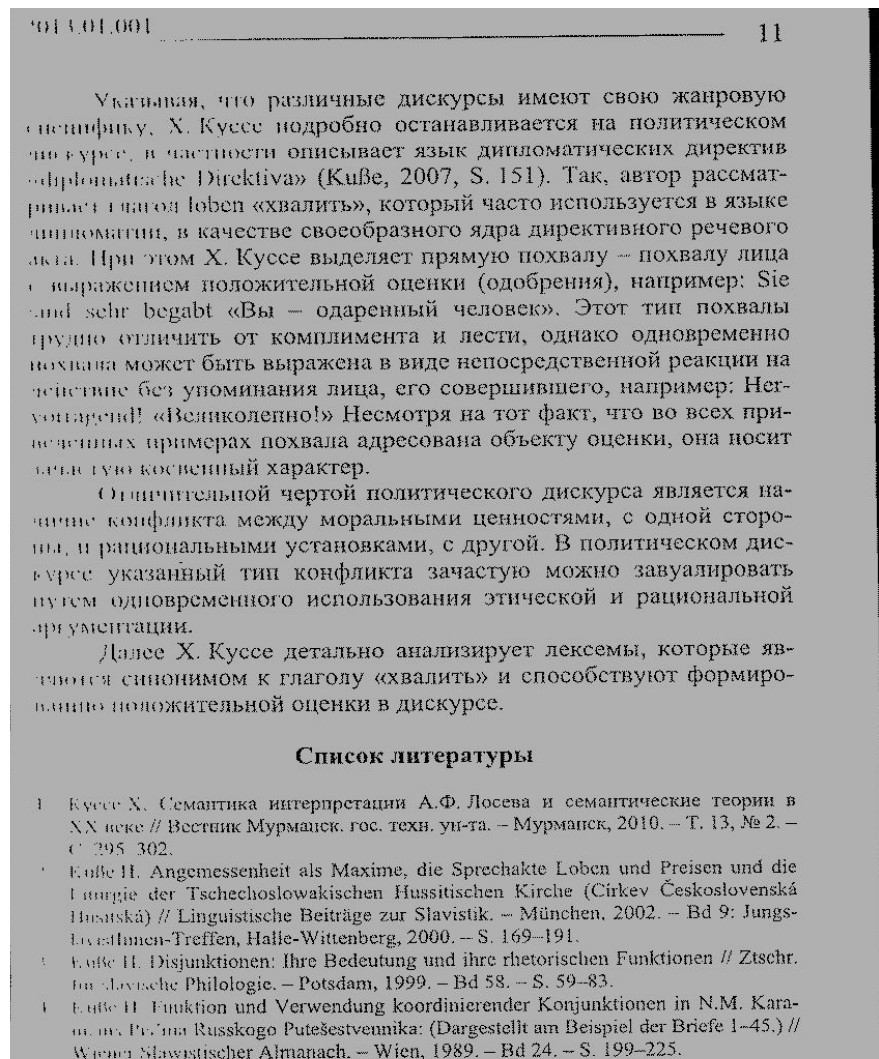 2013.01.001 11
Указывая, что различные дискурсы имеют свою жанровую
специфику, Х. Куссе подробно останавливается на политическом
дискурсе, в частности описывает язык дипломатических директив
«diplomatische Direktiva» (Kuße, 2007, S. 151). Так, автор рассмат-
ривает глагол loben «хвалить», который часто используется в языке
дипломатии, в качестве своеобразного ядра директивного речевого
акта. При этом Х. Куссе выделяет прямую похвалу – похвалу лица
с выражением положительной оценки (одобрения), например: Sie
sind sehr begabt «Вы – одаренный человек». Этот тип похвалы
трудно отличить от комплимента и лести, однако одновременно
похвала может быть выражена в виде непосредственной реакции на
действие без упоминания лица, его совершившего, например: Her-
vorragend! «Великолепно!» Несмотря на тот факт, что во всех при-
веденных примерах похвала адресована объекту оценки, она носит
зачастую косвенный характер.
Отличительной чертой политического дискурса является на-
личие конфликта между моральными ценностями, с одной сторо-
ны, и рациональными установками, с другой. В политическом дис-
курсе указанный тип конфликта зачастую можно завуалировать
путем одновременного использования этической и рациональной
аргументации.
Далее Х. Куссе детально анализирует лексемы, которые яв-
ляются синонимом к глаголу «хвалить» и способствуют формиро-
ванию положительной оценки в дискурсе.
Список литературы
1 Куссе Х. Семантика интерпретации А.Ф. Лосева и семантические теории в
XX веке // Вестник Мурманск. гос. техн. ун-та. – Мурманск, 2010. – Т. 13, № 2. –
С. 295–302.
Kuße H. Angemessenheit als Maxime, die Sprechakte Loben und Preisen und die
Liturgie der Tschechoslowakischen Hussitischen Kirche (Církev Československá
Husitská) // Linguistische Beiträge zur Slavistik. – München, 2002. – Bd 9: Jungs-
lavistInnen-Treffen, Halle-Wittenberg, 2000. – S. 169–191.
Kuße H. Disjunktionen: Ihre Bedeutung und ihre rhetorischen Funktionen // Ztschr.
für slavische Philologie. – Potsdam, 1999. – Bd 58. – S. 59–83.
4 Kuße H. Funktion und Verwendung koordinierender Konjunktionen in N.M. Kara-
mzins Pis'ma Russkogo Putešestvennika: (Dargestellt am Beispiel der Briefe 1–45.) //
Wiener Slawistischer Almanach. – Wien, 1989. – Bd 24. – S. 199–225.